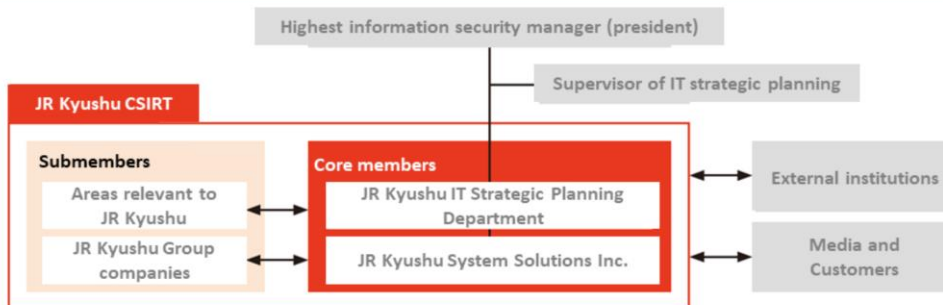 Highest information security manager (president)
Supervisor of IT strategic planning
JR Kyushu CSIRT
Submembers
Areas relevant to
JR Kyushu
JR Kyushu Group
companies
Core members
JR Kyushu IT Strategic Planning
Department
JR Kyushu System Solutions Inc.
External institutions
Media and
Customers